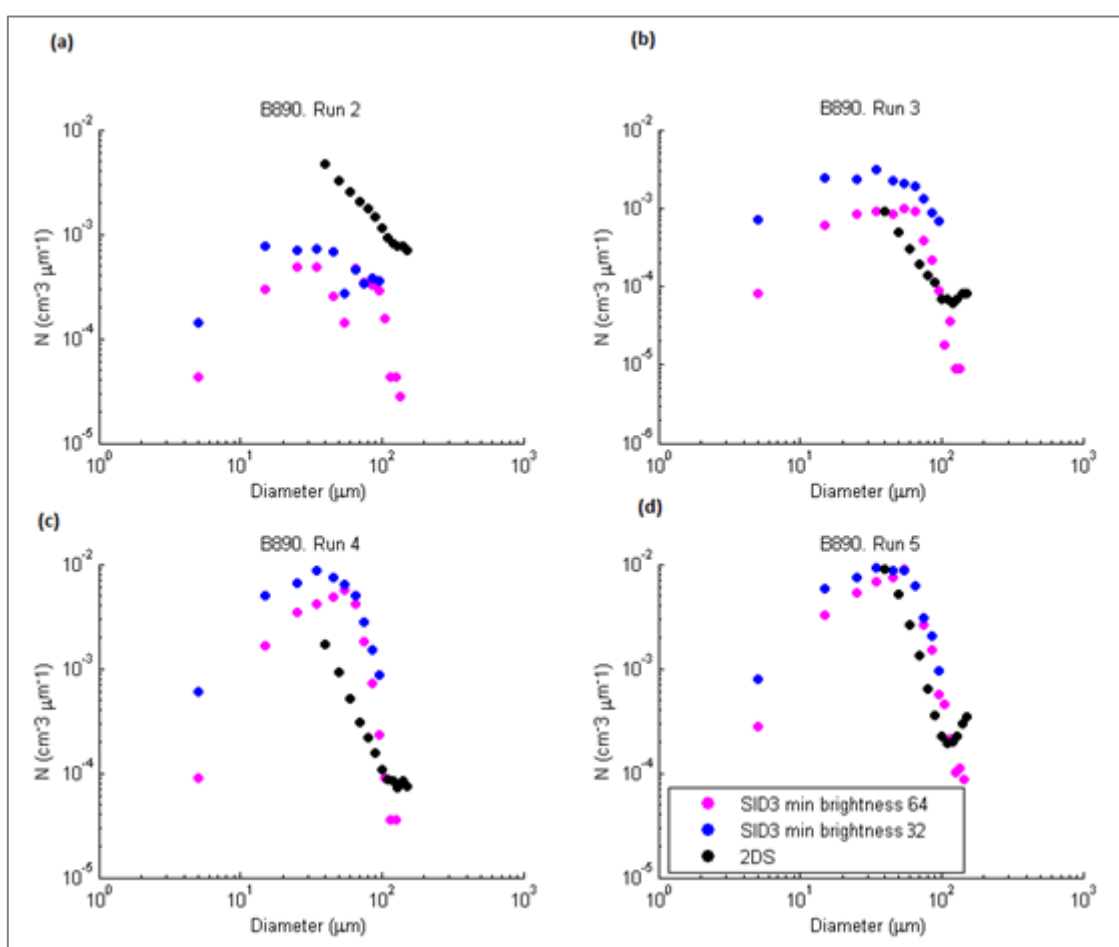 (a)
B890. Run 2
10^-2
10^-3
10^-4
10^-5
N (cm^-3 μm^-1)
10^0 10^1 10^2 10^3
Diameter (μm)
(b)
B890. Run 3
10^-2
10^-3
10^-4
10^-5
10^-6
N (cm^-3 μm^-1)
10^0 10^1 10^2 10^3
Diameter (μm)
(c)
B890. Run 4
10^-2
10^-3
10^-4
10^-5
N (cm^-3 μm^-1)
10^0 10^1 10^2 10^3
Diameter (μm)
(d)
B890. Run 5
10^-2
10^-3
10^-4
10^-5
N (cm^-3 μm^-1)
SID3 min brightness 64
SID3 min brightness 32
2DS
10^0 10^1 10^2 10^3
Diameter (μm)